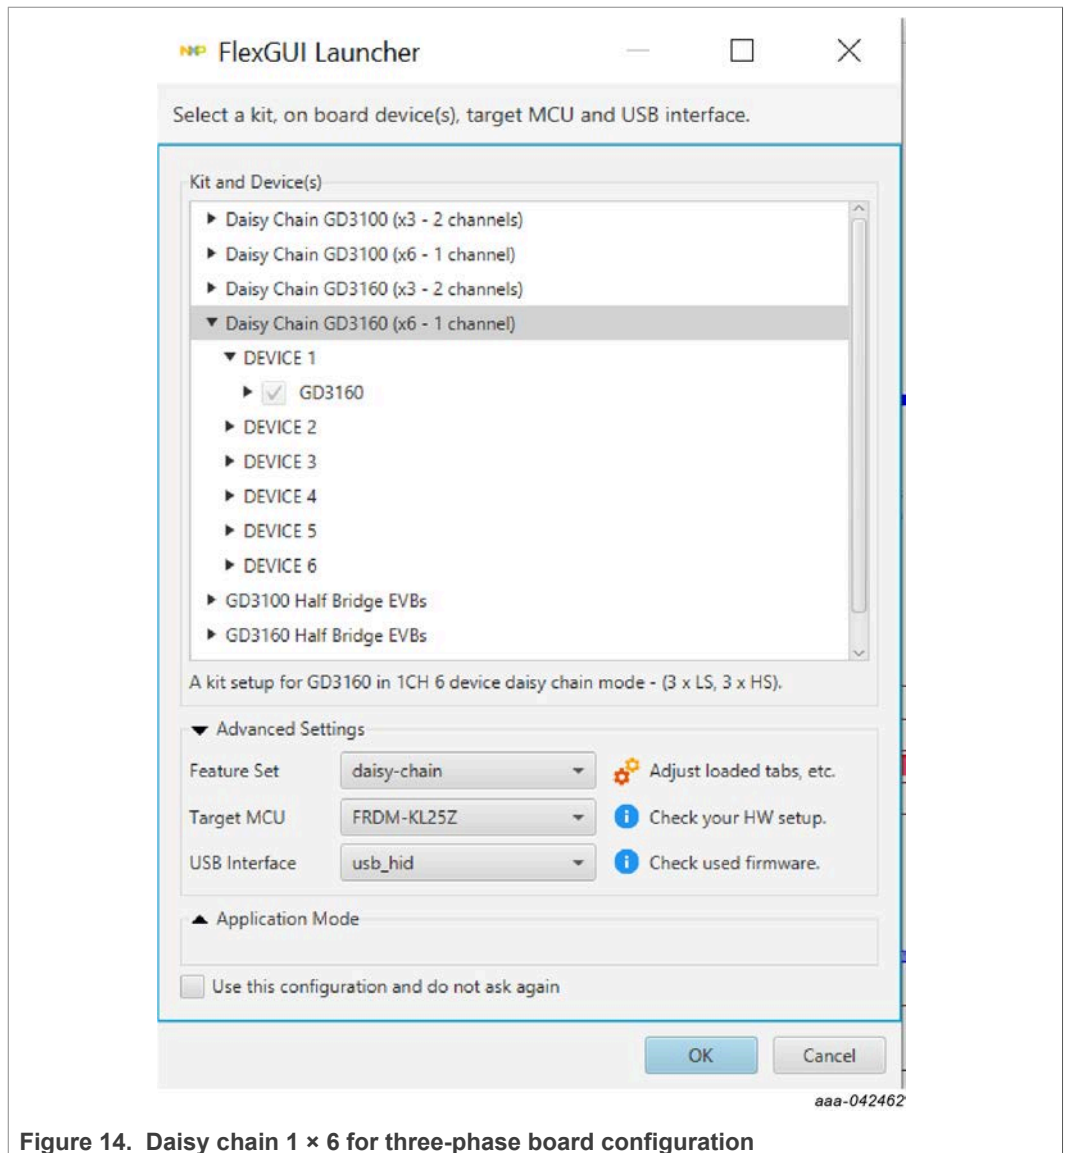 NXP FlexGUI Launcher
Select a kit, on board device(s), target MCU and USB interface.
Kit and Device(s)
Daisy Chain GD3100 (x3 - 2 channels)
Daisy Chain GD3100 (x6 - 1 channel)
Daisy Chain GD3160 (x3 - 2 channels)
Daisy Chain GD3160 (x6 - 1 channel)
DEVICE 1
GD3160
DEVICE 2
DEVICE 3
DEVICE 4
DEVICE 5
DEVICE 6
GD3100 Half Bridge EVBs
GD3160 Half Bridge EVBs
A kit setup for GD3160 in 1CH 6 device daisy chain mode - (3 x LS, 3 x HS).
Advanced Settings
Feature Set daisy-chain Adjust loaded tabs, etc.
Target MCU FRDM-KL25Z Check your HW setup.
USB Interface usb_hid Check used firmware.
Application Mode
Use this configuration and do not ask again
OK Cancel
aaa-042462
Figure 14. Daisy chain 1 × 6 for three-phase board configuration